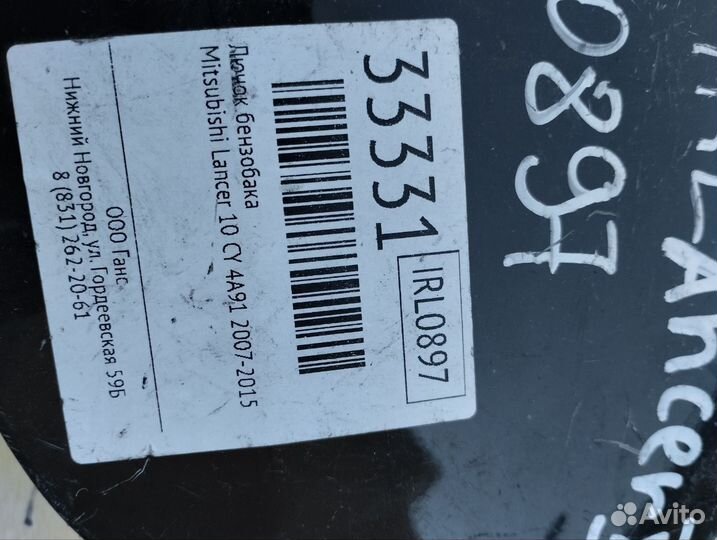 33331
IRL0897
Лючок бензобака
Mitsubishi Lancer 10 CY 4A91 2007-2015
ООО Ганс
Нижний Новгород, ул. Гордеевская 59Б
8 (831) 262-20-61
0897
Avito